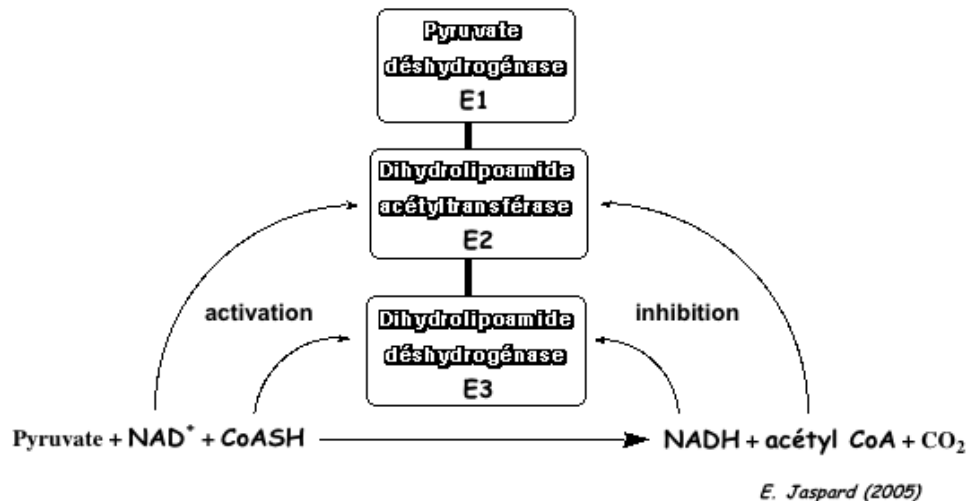 Pyruvate
déshydrogénase
E1
Dihydrolipoamide
acétyltransférase
E2
activation
inhibition
Dihydrolipoamide
déshydrogénase
E3
Pyruvate + NAD⁺ + CoASH
NADH + acétyl CoA + CO₂
E. Jaspard (2005)